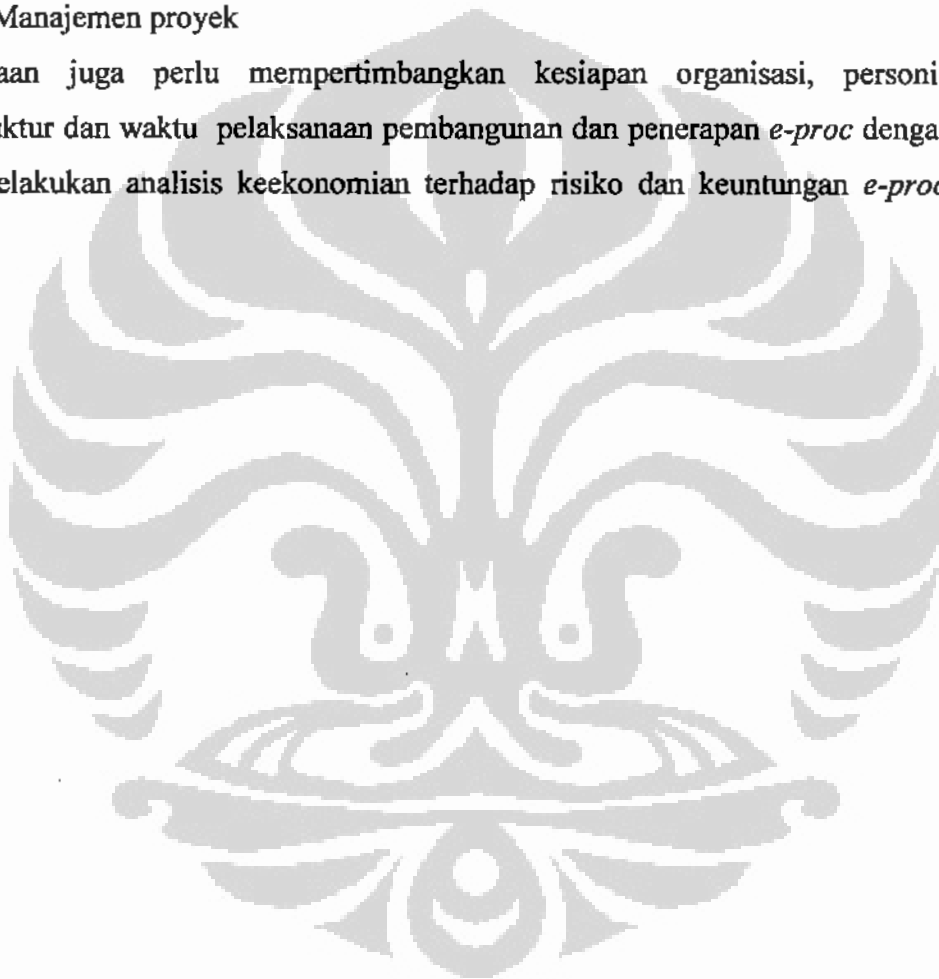 Manajemen proyek
aan juga perlu mempertimbangkan kesiapan organisasi, personi
ktur dan waktu pelaksanaan pembangunan dan penerapan e-proc denga
elakukan analisis keekonomian terhadap risiko dan keuntungan e-proc